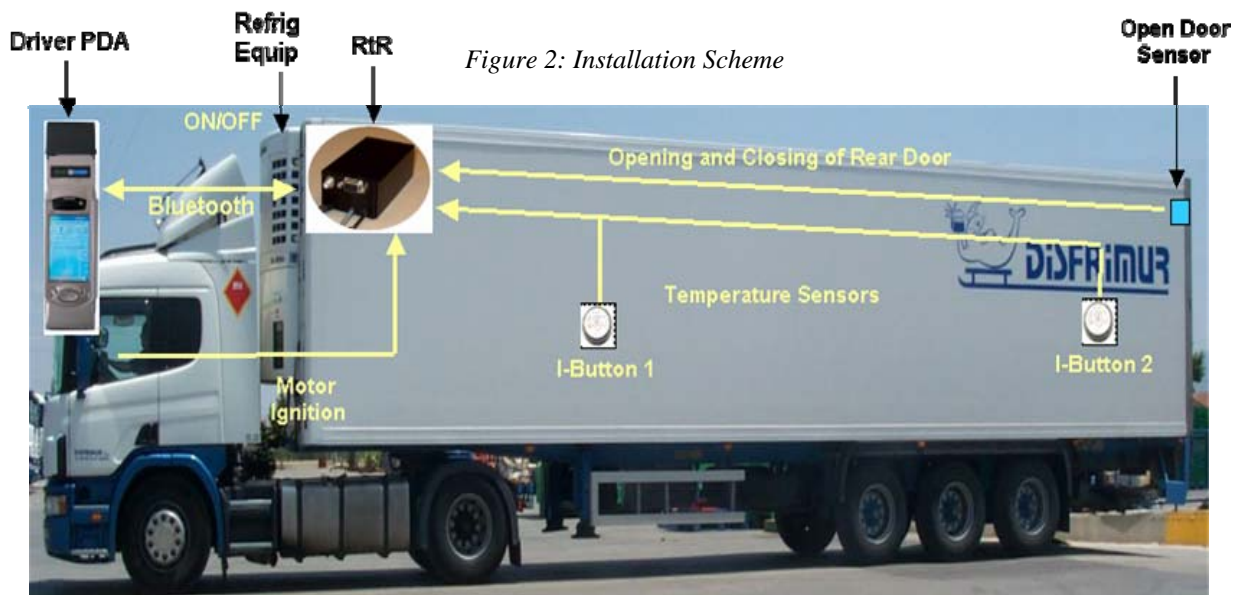 Driver PDA
Refrig
Equip
RtR
Figure 2: Installation Scheme
Open Door
Sensor
ON/OFF
Opening and Closing of Rear Door
Bluetooth
DISFRIMUR
Temperature Sensors
I-Button 1
I-Button 2
Motor
Ignition